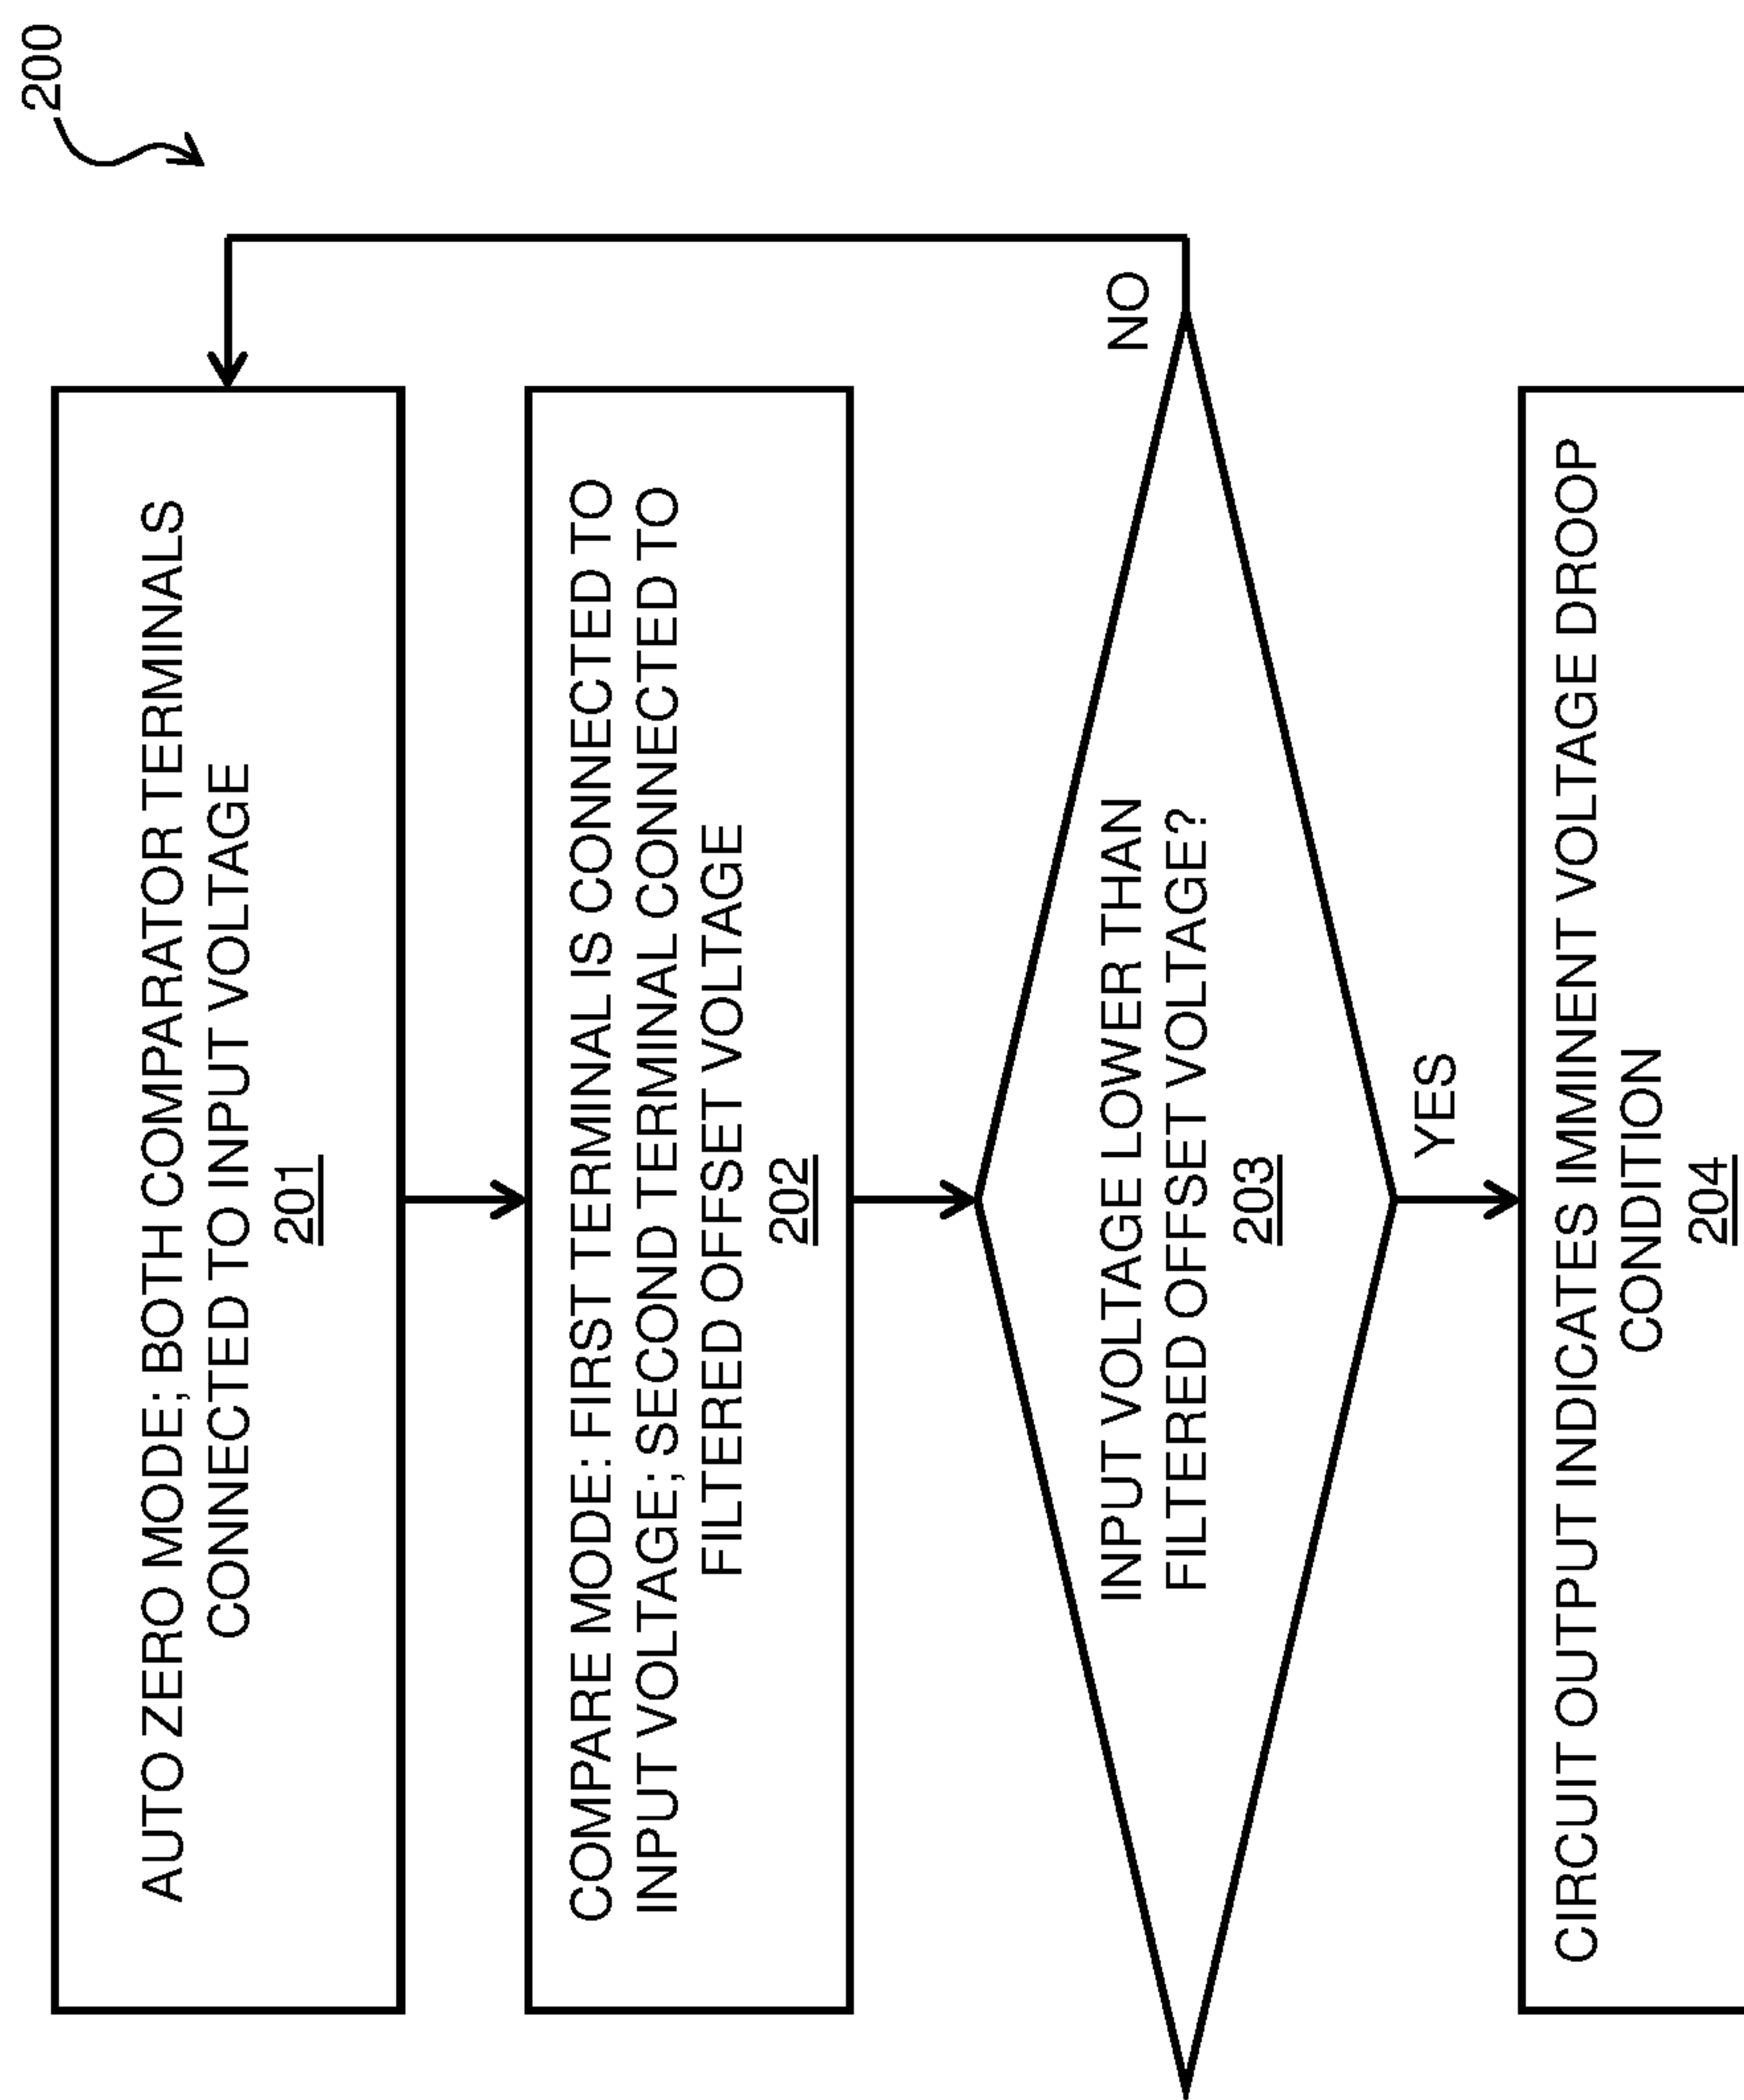 200
AUTO ZERO MODE; BOTH COMPARATOR TERMINALS
CONNECTED TO INPUT VOLTAGE
201
COMPARE MODE: FIRST TERMINAL IS CONNECTED TO
INPUT VOLTAGE; SECOND TERMINAL CONNECTED TO
FILTERED OFFSET VOLTAGE
202
INPUT VOLTAGE LOWER THAN
FILTERED OFFSET VOLTAGE?
203
NO
YES
CIRCUIT OUTPUT INDICATES IMMINENT VOLTAGE DROOP
CONDITION
204